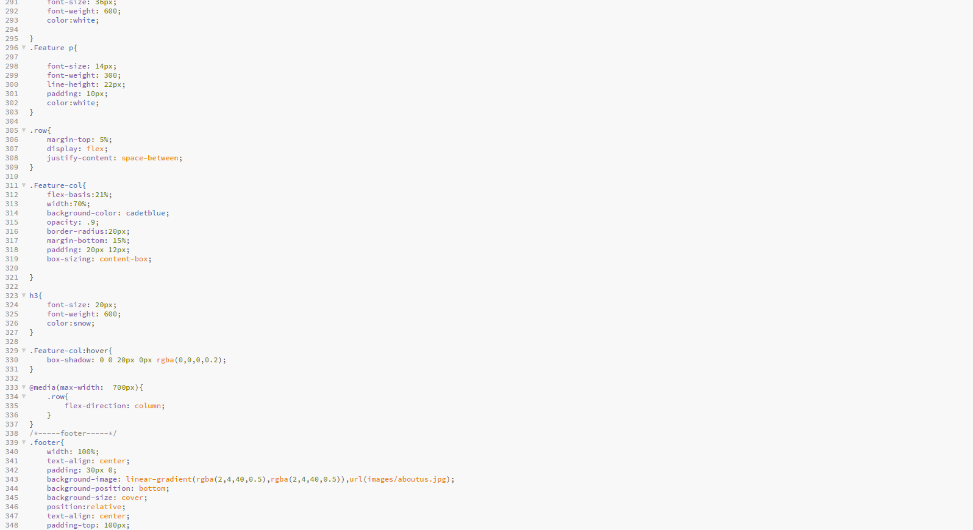 291 font-size: 36px;
292 font-weight: 600;
293 color:white;
294
295 }
296 .Feature p{
297
298 font-size: 14px;
299 font-weight: 300;
300 line-height: 22px;
301 padding: 10px;
302 color:white;
303 }
304
305 .row{
306 margin-top: 5%;
307 display: flex;
308 justify-content: space-between;
309 }
310
311 .Feature-col{
312 flex-basis:21%;
313 width:70%;
314 background-color: cadetblue;
315 opacity: .9;
316 border-radius:20px;
317 margin-bottom: 15%;
318 padding: 20px 12px;
319 box-sizing: content-box;
320
321 }
322
323 h3{
324 font-size: 20px;
325 font-weight: 600;
326 color:snow;
327 }
328
329 .Feature-col:hover{
330 box-shadow: 0 0 20px 0px rgba(0,0,0,0.2);
331 }
332
333 @media(max-width:  700px){
334 .row{
335 flex-direction: column;
336 }
337 }
338 /*-----footer-----*/
339 .footer{
340 width: 100%;
341 text-align: center;
342 padding: 30px 0;
343 background-image: linear-gradient(rgba(2,4,40,0.5),rgba(2,4,40,0.5)),url(images/aboutus.jpg);
344 background-position: bottom;
345 background-size: cover;
346 position:relative;
347 text-align: center;
348 padding-top: 100px;